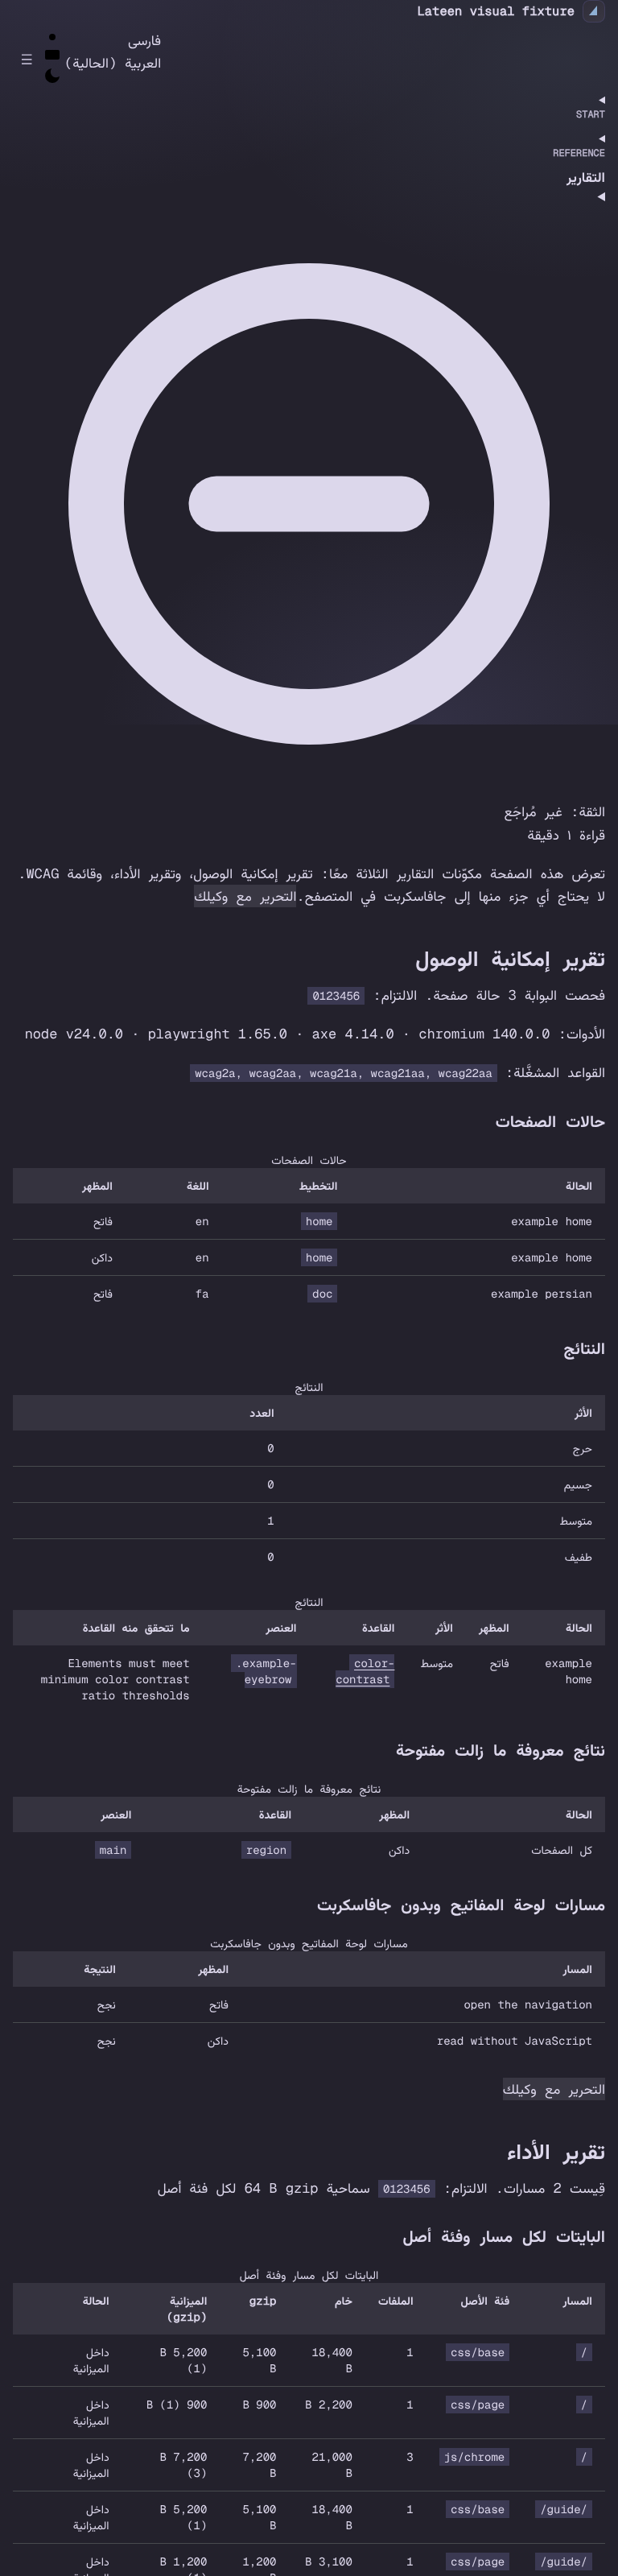 Lateen visual fixture
فارسی
العربية (الحالية)
START
REFERENCE
التقارير
الثقة: غير مُراجَع
قراءة ١ دقيقة
تعرض هذه الصفحة مكوّنات التقارير الثلاثة معًا: تقرير إمكانية الوصول، وتقرير الأداء، وقائمة WCAG.
لا يحتاج أي جزء منها إلى جافاسكربت في المتصفح. التحرير مع وكيلك
تقرير إمكانية الوصول
فحصت البوابة 3 حالة صفحة. الالتزام: 0123456
الأدوات: node v24.0.0 · playwright 1.65.0 · axe 4.14.0 · chromium 140.0.0
القواعد المشغَّلة: wcag2a, wcag2aa, wcag21a, wcag21aa, wcag22aa
حالات الصفحات
حالات الصفحات
الحالة التخطيط اللغة المظهر
example home home en فاتح
example home home en داكن
example persian doc fa فاتح
النتائج
النتائج
الأثر العدد
حرج 0
جسيم 0
متوسط 1
طفيف 0
النتائج
الحالة المظهر الأثر القاعدة العنصر ما تتحقق منه القاعدة
example فاتح متوسط color- .example- Elements must meet
home contrast eyebrow minimum color contrast
ratio thresholds
نتائج معروفة ما زالت مفتوحة
نتائج معروفة ما زالت مفتوحة
الحالة المظهر القاعدة العنصر
كل الصفحات داكن region main
مسارات لوحة المفاتيح وبدون جافاسكربت
مسارات لوحة المفاتيح وبدون جافاسكربت
المسار المظهر النتيجة
open the navigation فاتح نجح
read without JavaScript داكن نجح
التحرير مع وكيلك
تقرير الأداء
قِيست 2 مسارات. الالتزام: 0123456 سماحية 64 B gzip لكل فئة أصل
البايتات لكل مسار وفئة أصل
البايتات لكل مسار وفئة أصل
المسار فئة الأصل الملفات خام gzip الميزانية الحالة
(gzip)
/ css/base 1 18,400 5,100 5,200 B داخل
B B (1) الميزانية
/ css/page 1 2,200 B 900 B 900 B (1) داخل
الميزانية
/ js/chrome 3 21,000 7,200 7,200 B داخل
B B (3) الميزانية
/guide/ css/base 1 18,400 5,100 5,200 B داخل
B B (1) الميزانية
/guide/ css/page 1 3,100 B 1,200 1,200 B داخل